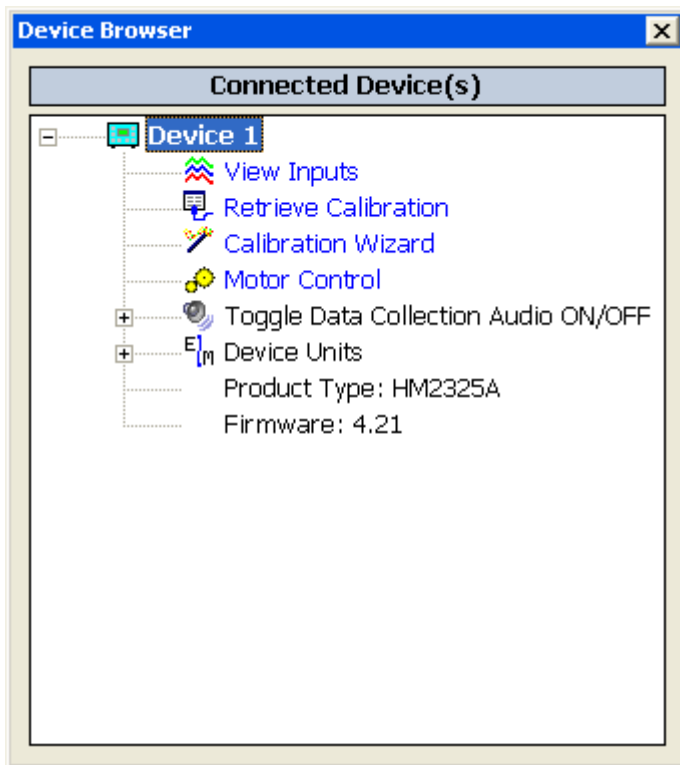 Device Browser
Connected Device(s)
Device 1
View Inputs
Retrieve Calibration
Calibration Wizard
Motor Control
Toggle Data Collection Audio ON/OFF
E M Device Units
Product Type: HM2325A
Firmware: 4.21